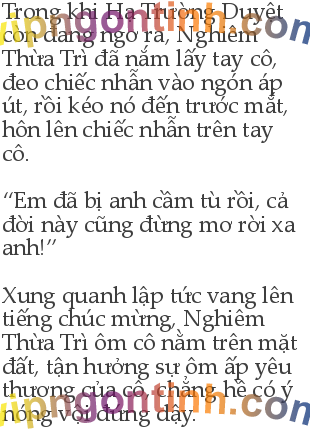 Trong khi Hạ Trường Duyệt
còn đang ngơ ra, Nghiêm
Thừa Trì đã nắm lấy tay cô,
đeo chiếc nhẫn vào ngón áp
út, rồi kéo nó đến trước mắt,
hôn lên chiếc nhẫn trên tay
cô.
“Em đã bị anh cầm tù rồi, cả
đời này cũng đừng mơ rời xa
anh!”
Xung quanh lập tức vang lên
tiếng chúc mừng, Nghiêm
Thừa Trì ôm cô nằm trên mặt
đất, tận hưởng sự ôm ấp yêu
thương của cô, chẳng hề có ý
nóng vội đứng dậy.